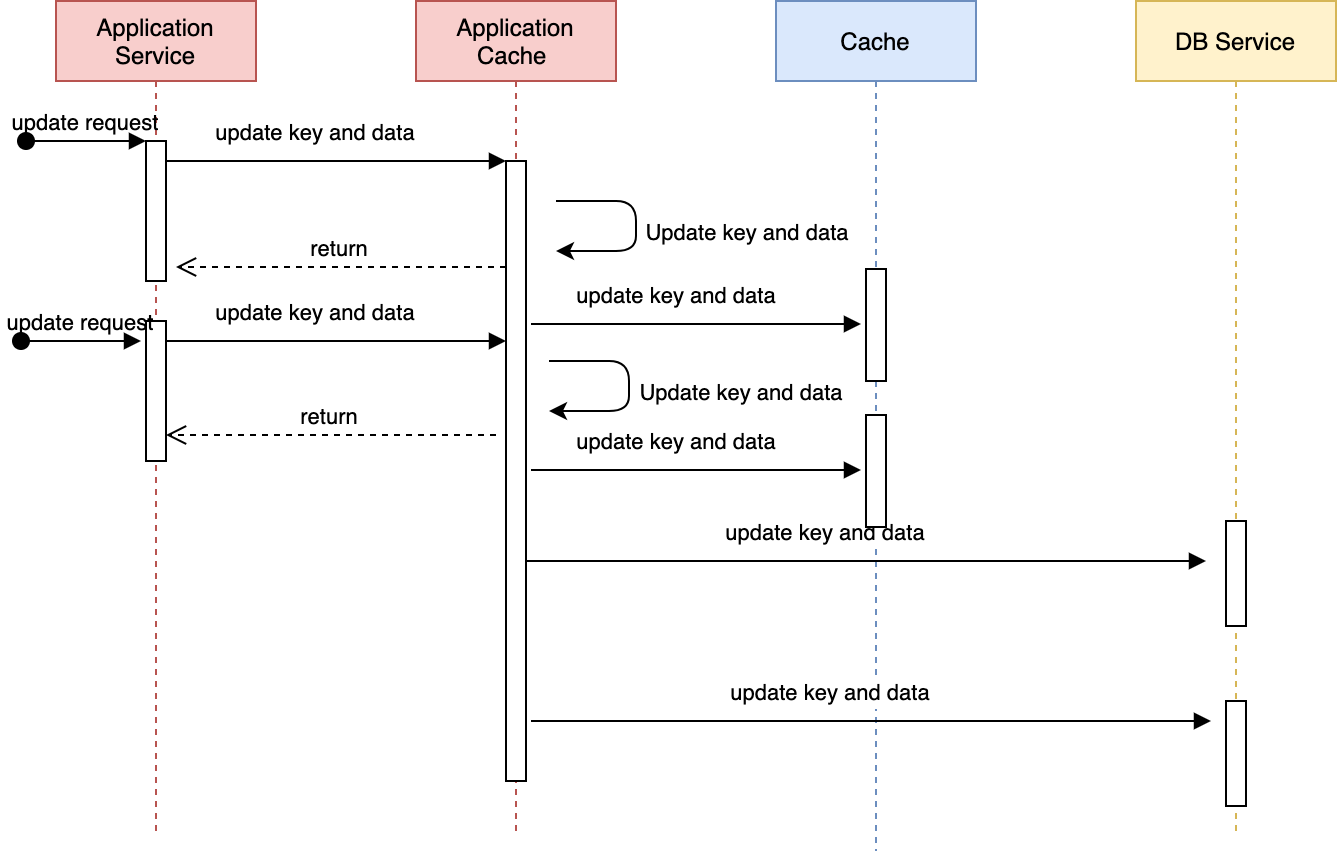 Application
Service
Application
Cache
Cache
DB Service
update request
update key and data
Update key and data
return
update key and data
update request
update key and data
Update key and data
return
update key and data
update key and data
update key and data